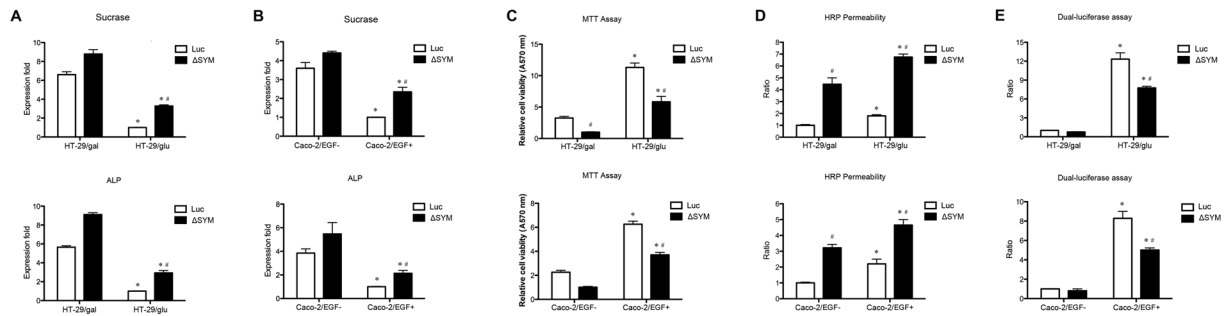 A
Sucrase
Expression fold
10
8
6
4
2
0
HT-29/gal
HT-29/glu
*
* #
Luc
ΔSYM
ALP
Expression fold
10
8
6
4
2
0
HT-29/gal
HT-29/glu
*
* #
Luc
ΔSYM
B
Sucrase
Expression fold
5
4
3
2
1
0
Caco-2/EGF-
Caco-2/EGF+
*
* #
Luc
ΔSYM
ALP
Expression fold
8
6
4
2
0
Caco-2/EGF-
Caco-2/EGF+
*
* #
Luc
ΔSYM
C
MTT Assay
Relative cell viablity (A570 nm)
15
10
5
0
HT-29/gal
HT-29/glu
#
*
* #
Luc
ΔSYM
MTT Assay
Relative cell viablity (A570 nm)
8
6
4
2
0
Caco-2/EGF-
Caco-2/EGF+
*
* #
Luc
ΔSYM
D
HRP Permeability
Ratio
8
7
6
5
4
3
2
1
0
HT-29/gal
HT-29/glu
#
*
* #
Luc
ΔSYM
HRP Permeability
Ratio
6
5
4
3
2
1
0
Caco-2/EGF-
Caco-2/EGF+
#
*
* #
Luc
ΔSYM
E
Dual-luciferase assay
Ratio
15
12
9
6
3
0
HT-29/gal
HT-29/glu
*
* #
Luc
ΔSYM
Dual-luciferase assay
Ratio
10
8
6
4
2
0
Caco-2/EGF-
Caco-2/EGF+
*
* #
Luc
ΔSYM